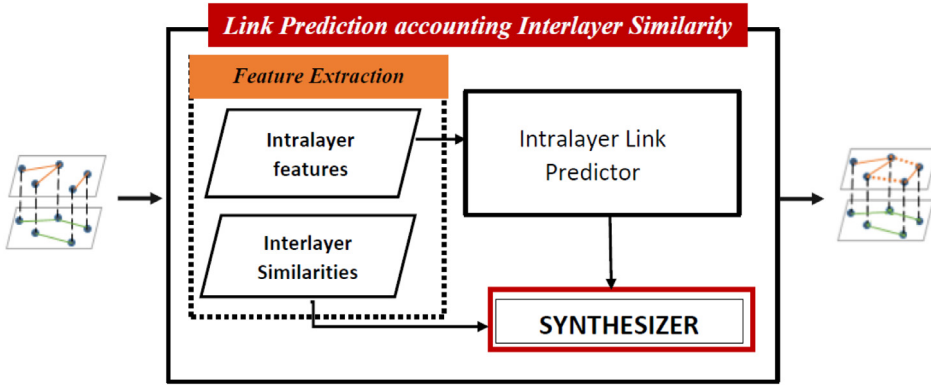 Link Prediction accounting Interlayer Similarity
Feature Extraction
Intralayer
features
Intralayer Link
Predictor
Interlayer
Similarities
SYNTHESIZER